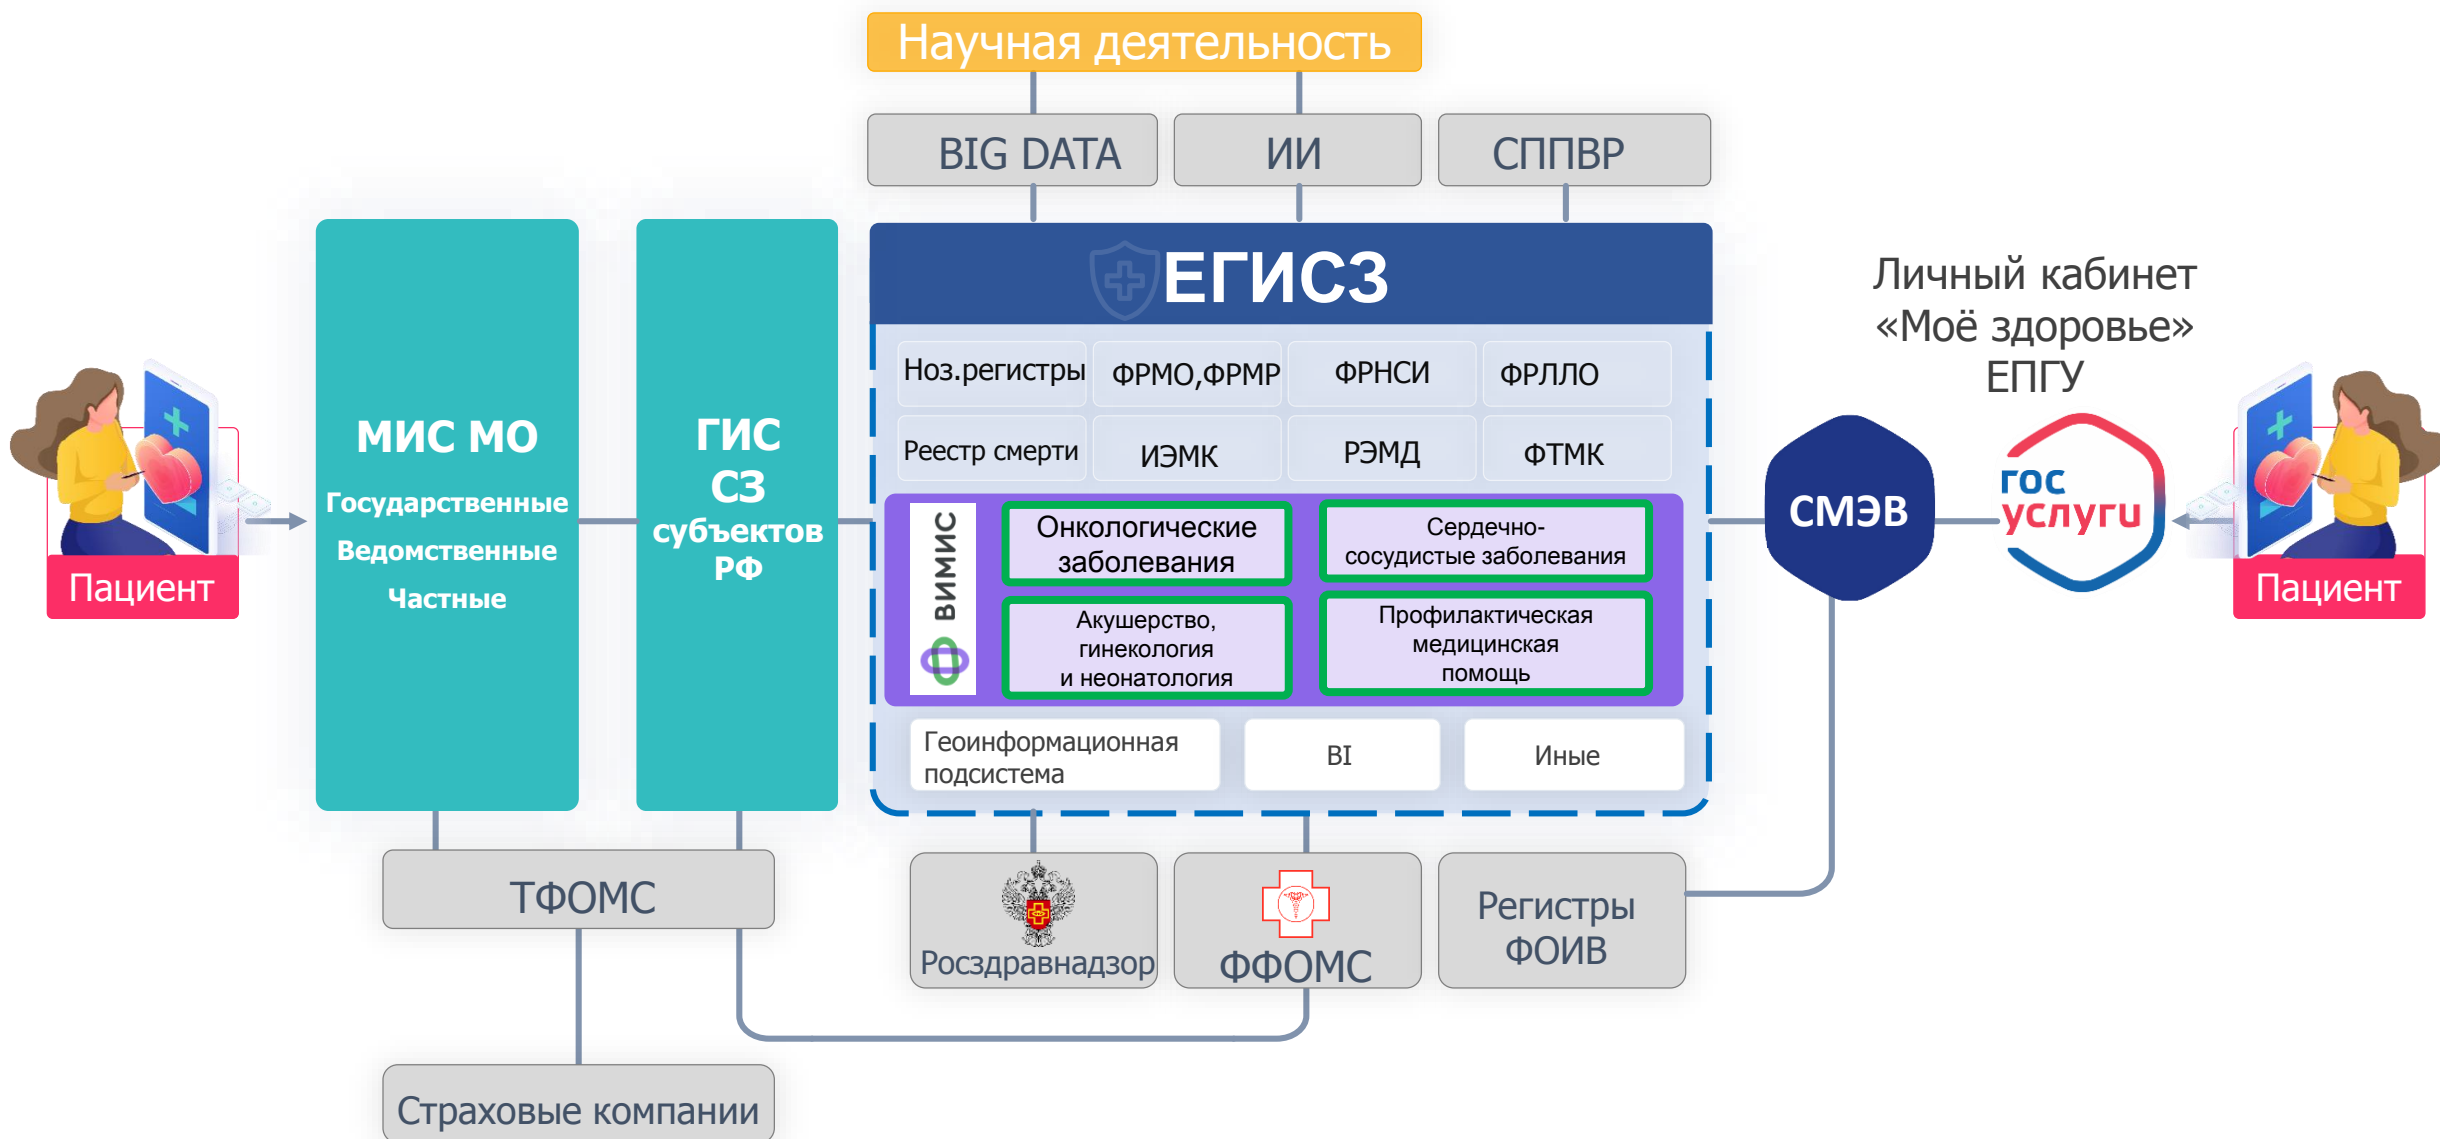 Научная деятельность
BIG DATA
ИИ
СППВР
МИС МО
Государственные
Ведомственные
Частные
ГИС
СЗ
субъектов
РФ
ЕГИСЗ
Ноз.регистры
ФРМО,ФРМР
ФРНСИ
ФРЛЛО
Реестр смерти
ИЭМК
РЭМД
ФТМК
ВИМИС
Онкологические
заболевания
Сердечно-
сосудистые заболевания
Акушерство,
гинекология
и неонатология
Профилактическая
медицинская
помощь
Геоинформационная
подсистема
BI
Иные
Личный кабинет
«Моё здоровье»
ЕПГУ
СМЭВ
гос
услуги
Пациент
Пациент
ТФОМС
Росздравнадзор
ФФОМС
Регистры
ФОИВ
Страховые компании